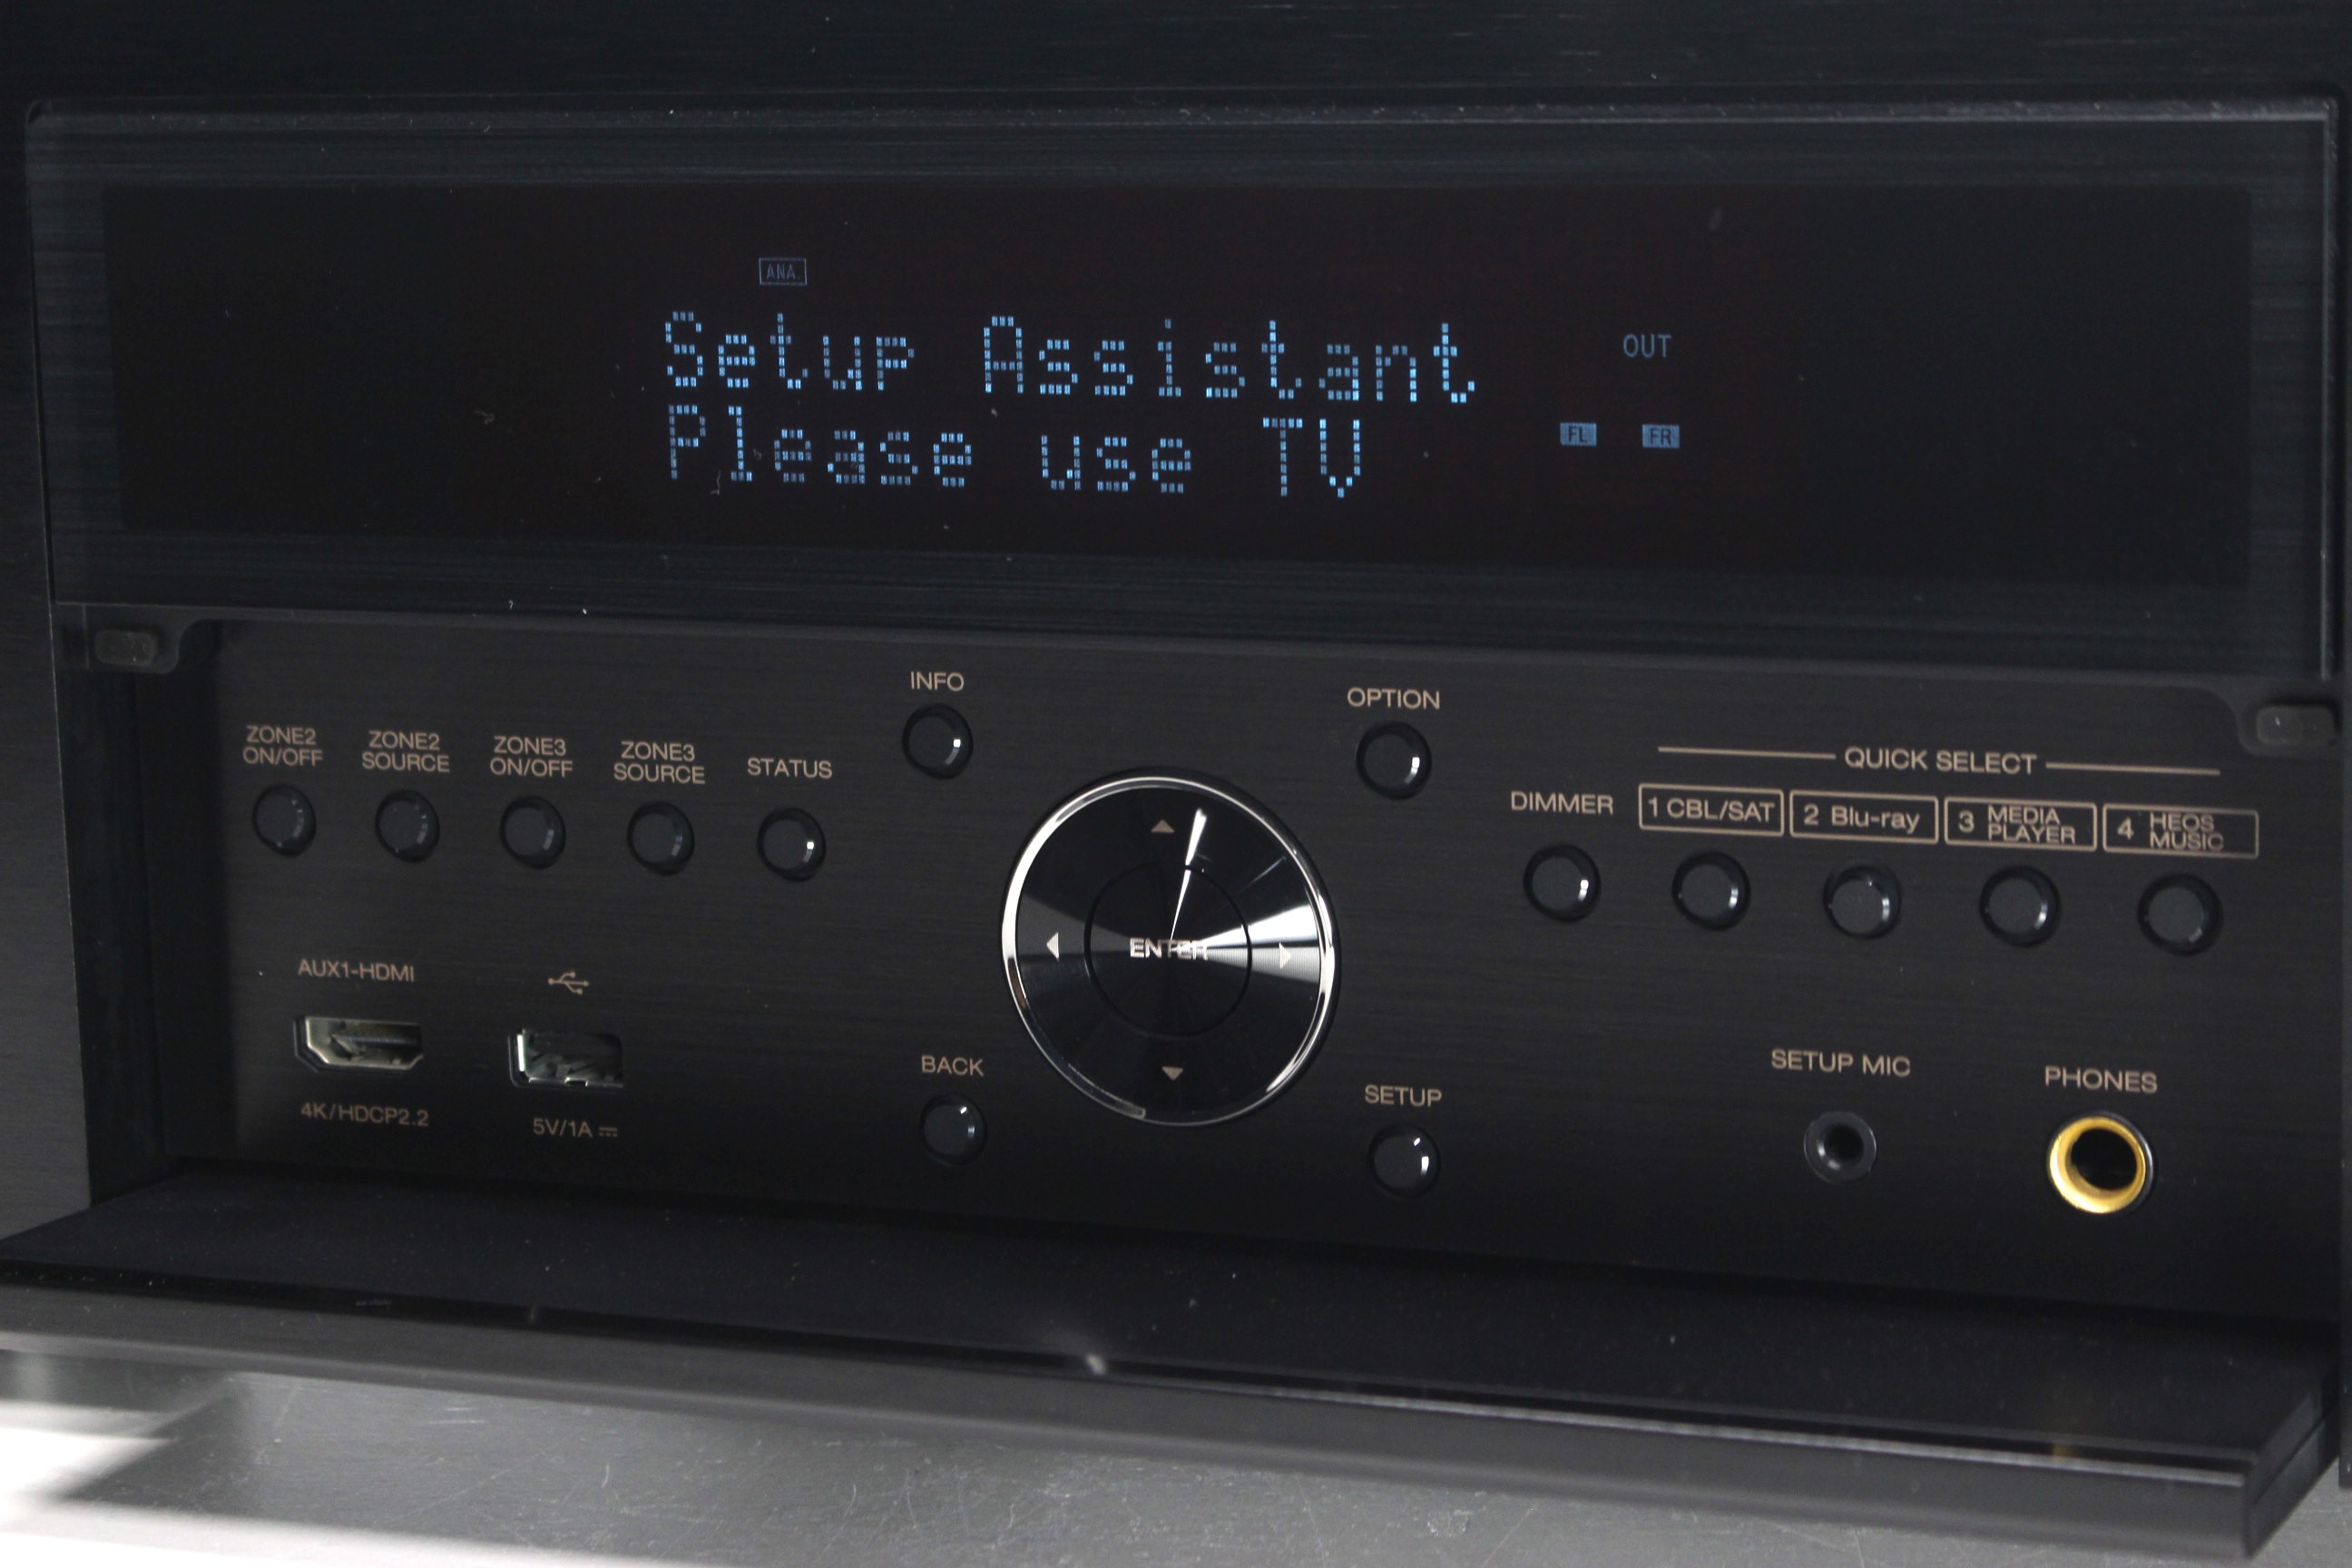 ANA.
Setup Assistant
OUT
Please use TV
FL FR
INFO
OPTION
ZONE2
ON/OFF
ZONE2
SOURCE
ZONE3
ON/OFF
ZONE3
SOURCE
STATUS
QUICK SELECT
DIMMER
1 CBL/SAT
2 Blu-ray
3 MEDIA
PLAYER
4 HEOS
MUSIC
ENTER
AUX1-HDMI
4K/HDCP2.2
5V/1A
BACK
SETUP
SETUP MIC
PHONES